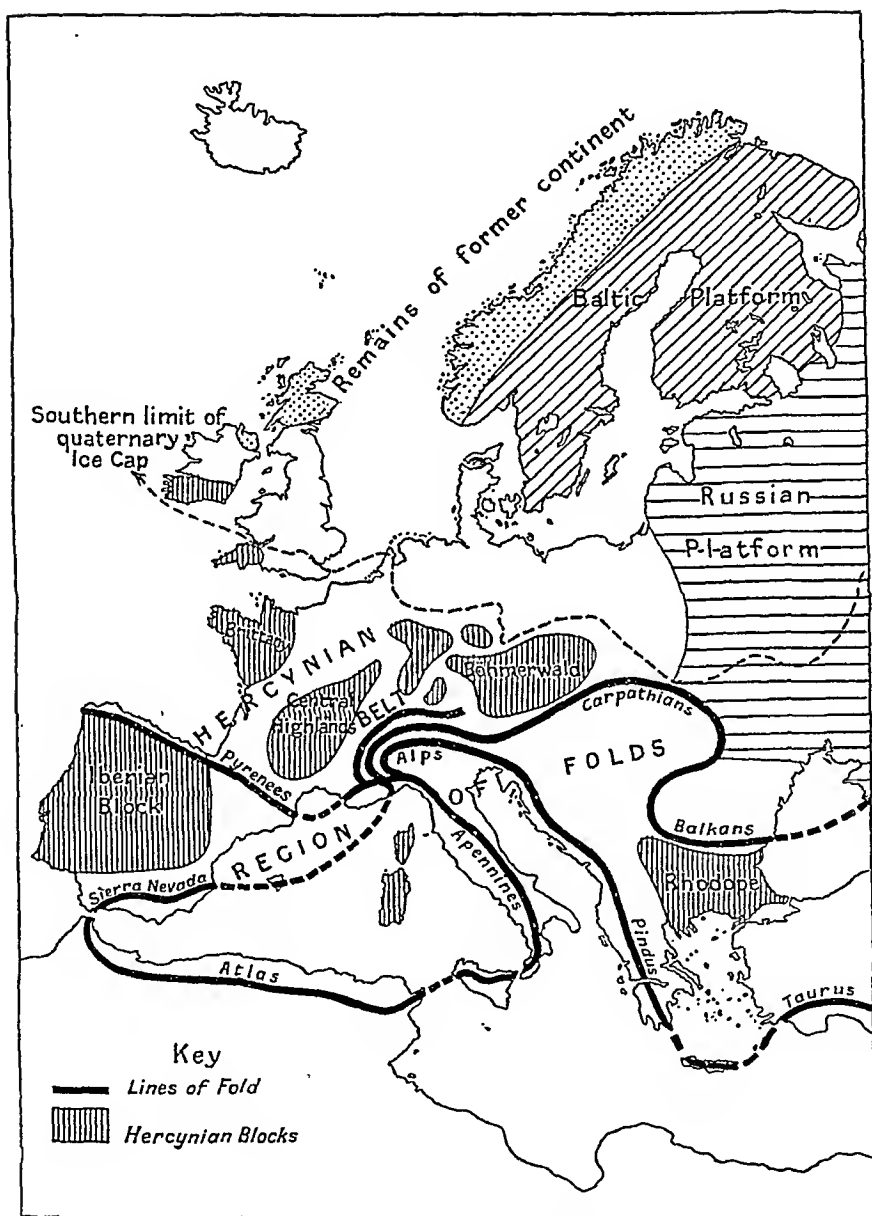 Remains of former continent
Baltic Platform
Southern limit of
quaternary
Ice Cap
Russian
Platform
Brittany
HERCYNIAN
BELT
Böhmerwald
Central
Highlands
Carpathians
Pyrenees
Alps
FOLDS
OF
REGION
Iberian
Block
Balkans
Apennines
Rhodope
Sierra Nevada
Pindus
Atlas
Taurus
Key
Lines of Fold
Hercynian Blocks